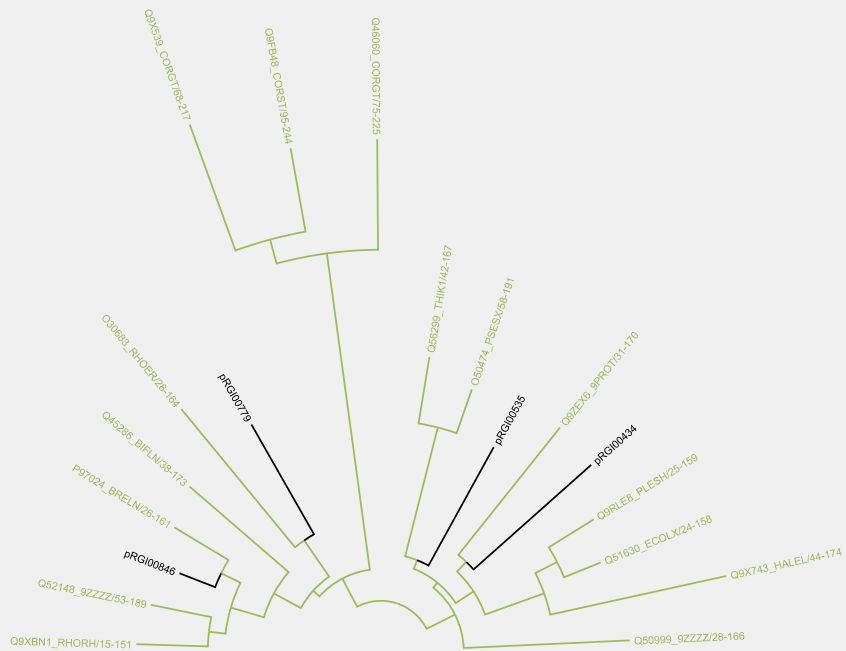 Q9X539_CORGT/68-217
Q9FB48_CORST/95-244
Q46060_CORGT/75-225
Q56299_THIK1/42-167
O50474_PSESX/58-191
O30683_RHOER/28-164
pRGI00779
pRGI00535
Q9ZEX6_9PROT/31-170
pRGI00434
Q45286_BIFLN/38-173
P97024_BRELN/26-161
pRGI00846
Q52148_9ZZZZ/53-189
Q9XBN1_RHORH/15-151
Q9RLE8_PLESH/25-159
Q51630_ECOLX/24-158
Q9X743_HALEL/44-174
Q50999_9ZZZZ/28-166